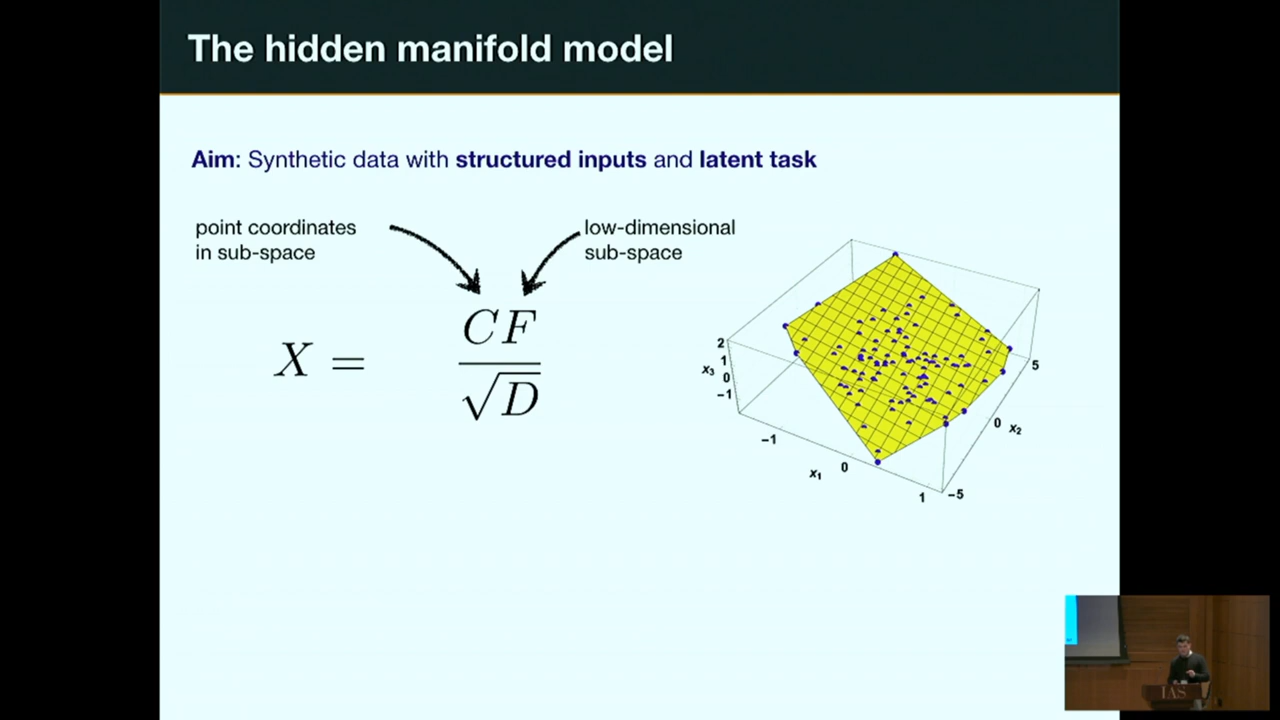 The hidden manifold model
Aim: Synthetic data with structured inputs and latent task
point coordinates
in sub-space
low-dimensional
sub-space
X = CF / √D
2
1
x₃ 0
−1
−1
x₁ 0
1
5
0 x₂
−5
IAS